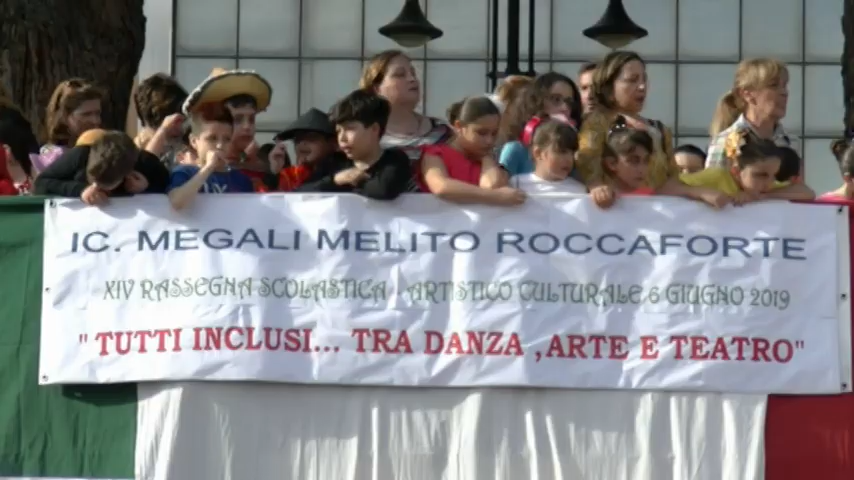 IC. MEGALI MELITO ROCCAFORTE
XIV RASSEGNA SCOLASTICA ARTISTICO CULTURALE 6 GIUGNO 2019
" TUTTI INCLUSI... TRA DANZA ,ARTE E TEATRO"